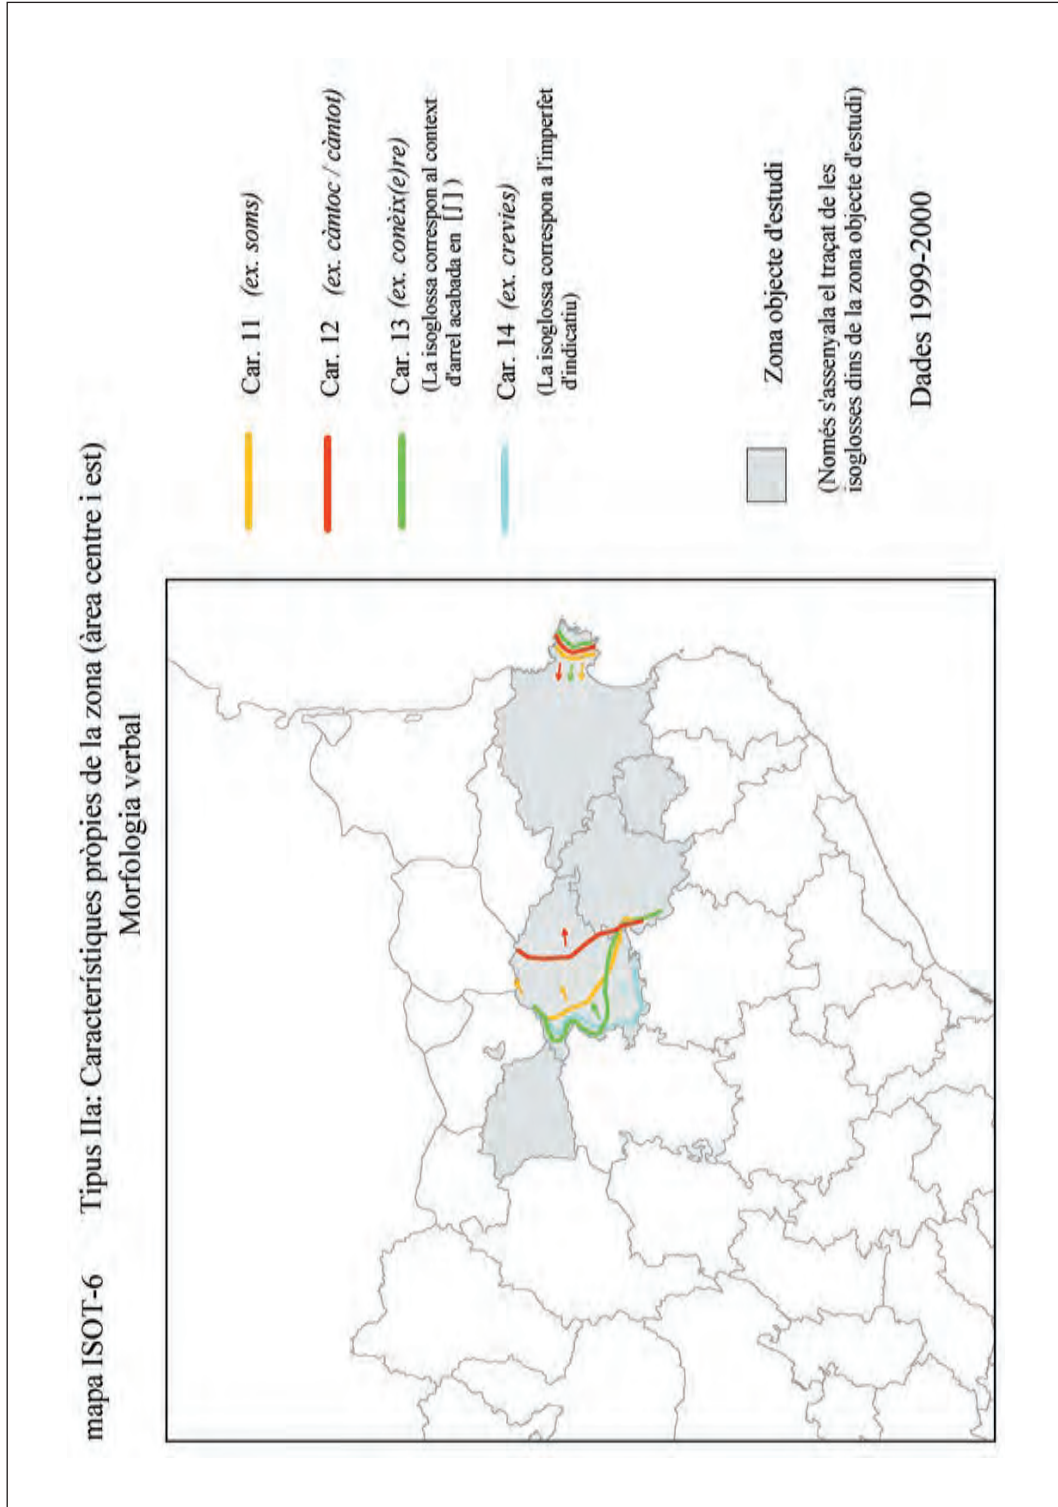 mapa ISOT-6 Tipus IIa: Característiques pròpies de la zona (àrea centre i est)
Morfologia verbal
Car. 11 (ex. soms)
Car. 12 (ex. càntoc / càntot)
Car. 13 (ex. conèix(e)re)
(La isoglossa correspon al context
d'arrel acabada en [ʃ] )
Car. 14 (ex. crevies)
(La isoglossa correspon a l'imperfet
d'indicatiu)
Zona objecte d'estudi
(Només s'assenyala el traçat de les
isoglosses dins de la zona objecte d'estudi)
Dades 1999-2000